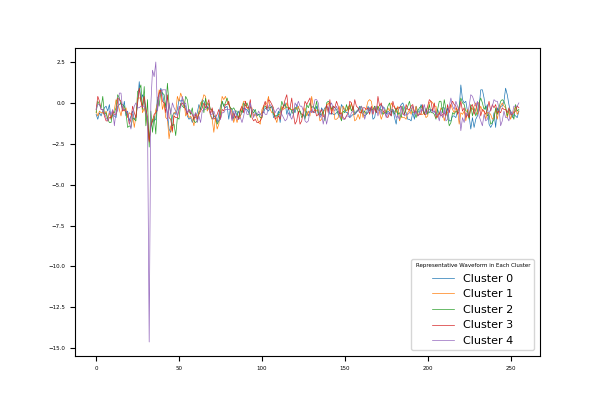 2.5
0.0
−2.5
−5.0
−7.5
−10.0
−12.5
−15.0
0
50
100
150
200
250
Representative Waveform in Each Cluster
Cluster 0
Cluster 1
Cluster 2
Cluster 3
Cluster 4